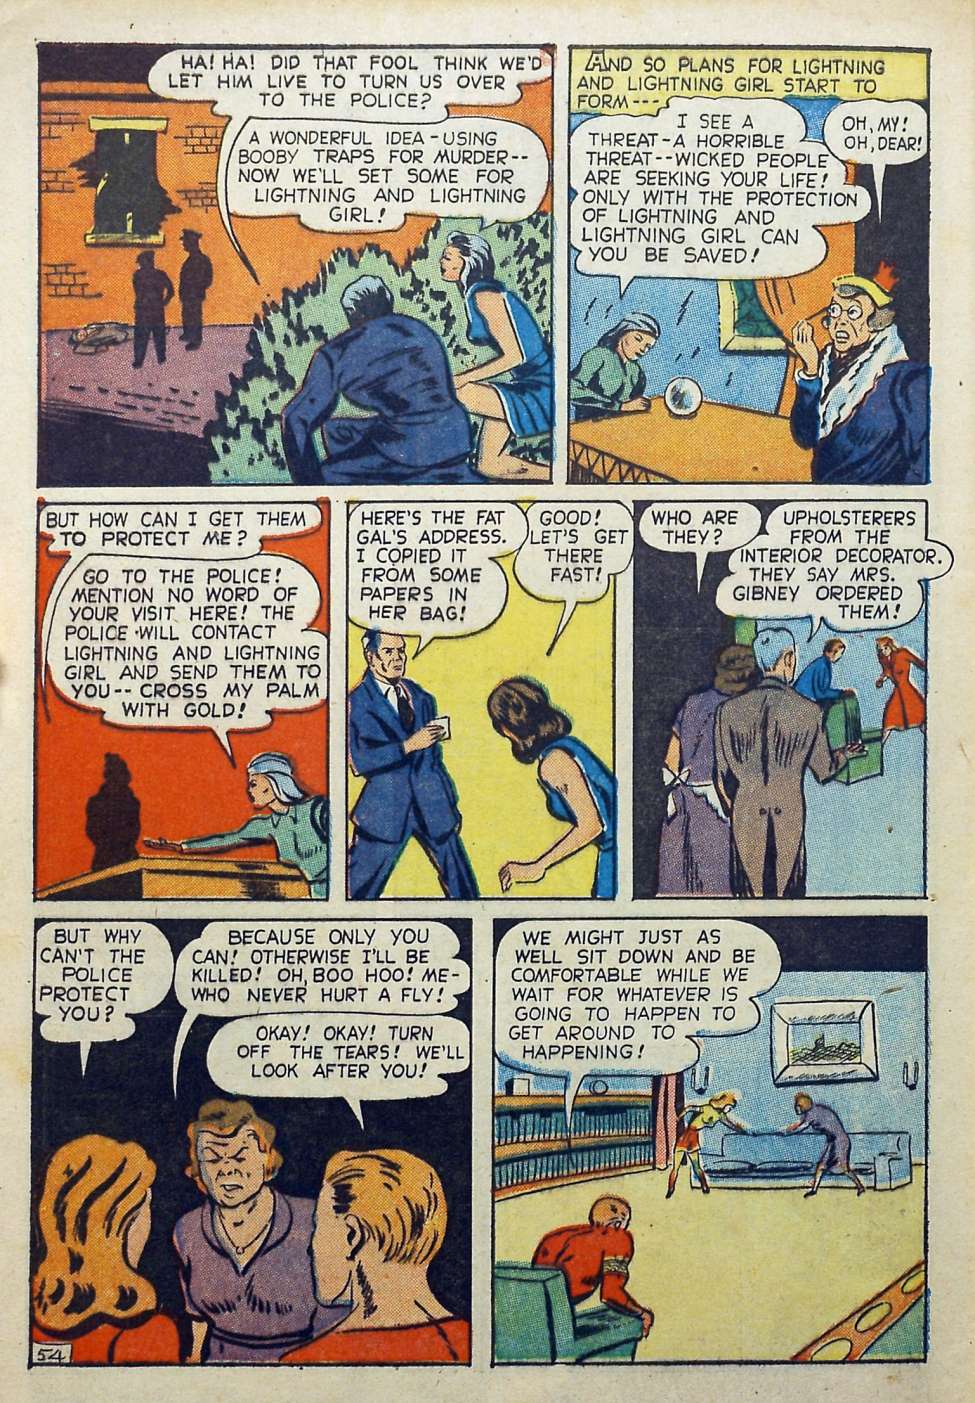 HA! HA! DID THAT FOOL THINK WE'D
LET HIM LIVE TO TURN US OVER
TO THE POLICE?
A WONDERFUL IDEA - USING
BOOBY TRAPS FOR MURDER--
NOW WE'LL SET SOME FOR
LIGHTNING AND LIGHTNING
GIRL!
AND SO PLANS FOR LIGHTNING
AND LIGHTNING GIRL START TO
FORM---
I SEE A
THREAT-A HORRIBLE
THREAT--WICKED PEOPLE
ARE SEEKING YOUR LIFE!
ONLY WITH THE PROTECTION
OF LIGHTNING AND
LIGHTNING GIRL CAN
YOU BE SAVED!
OH, MY!
OH, DEAR!
BUT HOW CAN I GET THEM
TO PROTECT ME?
GO TO THE POLICE!
MENTION NO WORD OF
YOUR VISIT HERE! THE
POLICE WILL CONTACT
LIGHTNING AND LIGHTNING
GIRL AND SEND THEM TO
YOU-- CROSS MY PALM
WITH GOLD!
HERE'S THE FAT
GAL'S ADDRESS.
I COPIED IT
FROM SOME
PAPERS IN
HER BAG!
GOOD!
LET'S GET
THERE
FAST!
WHO ARE
THEY?
UPHOLSTERERS
FROM THE
INTERIOR DECORATOR.
THEY SAY MRS.
GIBNEY ORDERED
THEM!
BUT WHY
CAN'T THE
POLICE
PROTECT
YOU?
BECAUSE ONLY YOU
CAN! OTHERWISE I'LL BE
KILLED! OH, BOO HOO! ME-
WHO NEVER HURT A FLY!
OKAY! OKAY! TURN
OFF THE TEARS! WE'LL
LOOK AFTER YOU!
WE MIGHT JUST AS
WELL SIT DOWN AND BE
COMFORTABLE WHILE WE
WAIT FOR WHATEVER IS
GOING TO HAPPEN TO
GET AROUND TO
HAPPENING!
54